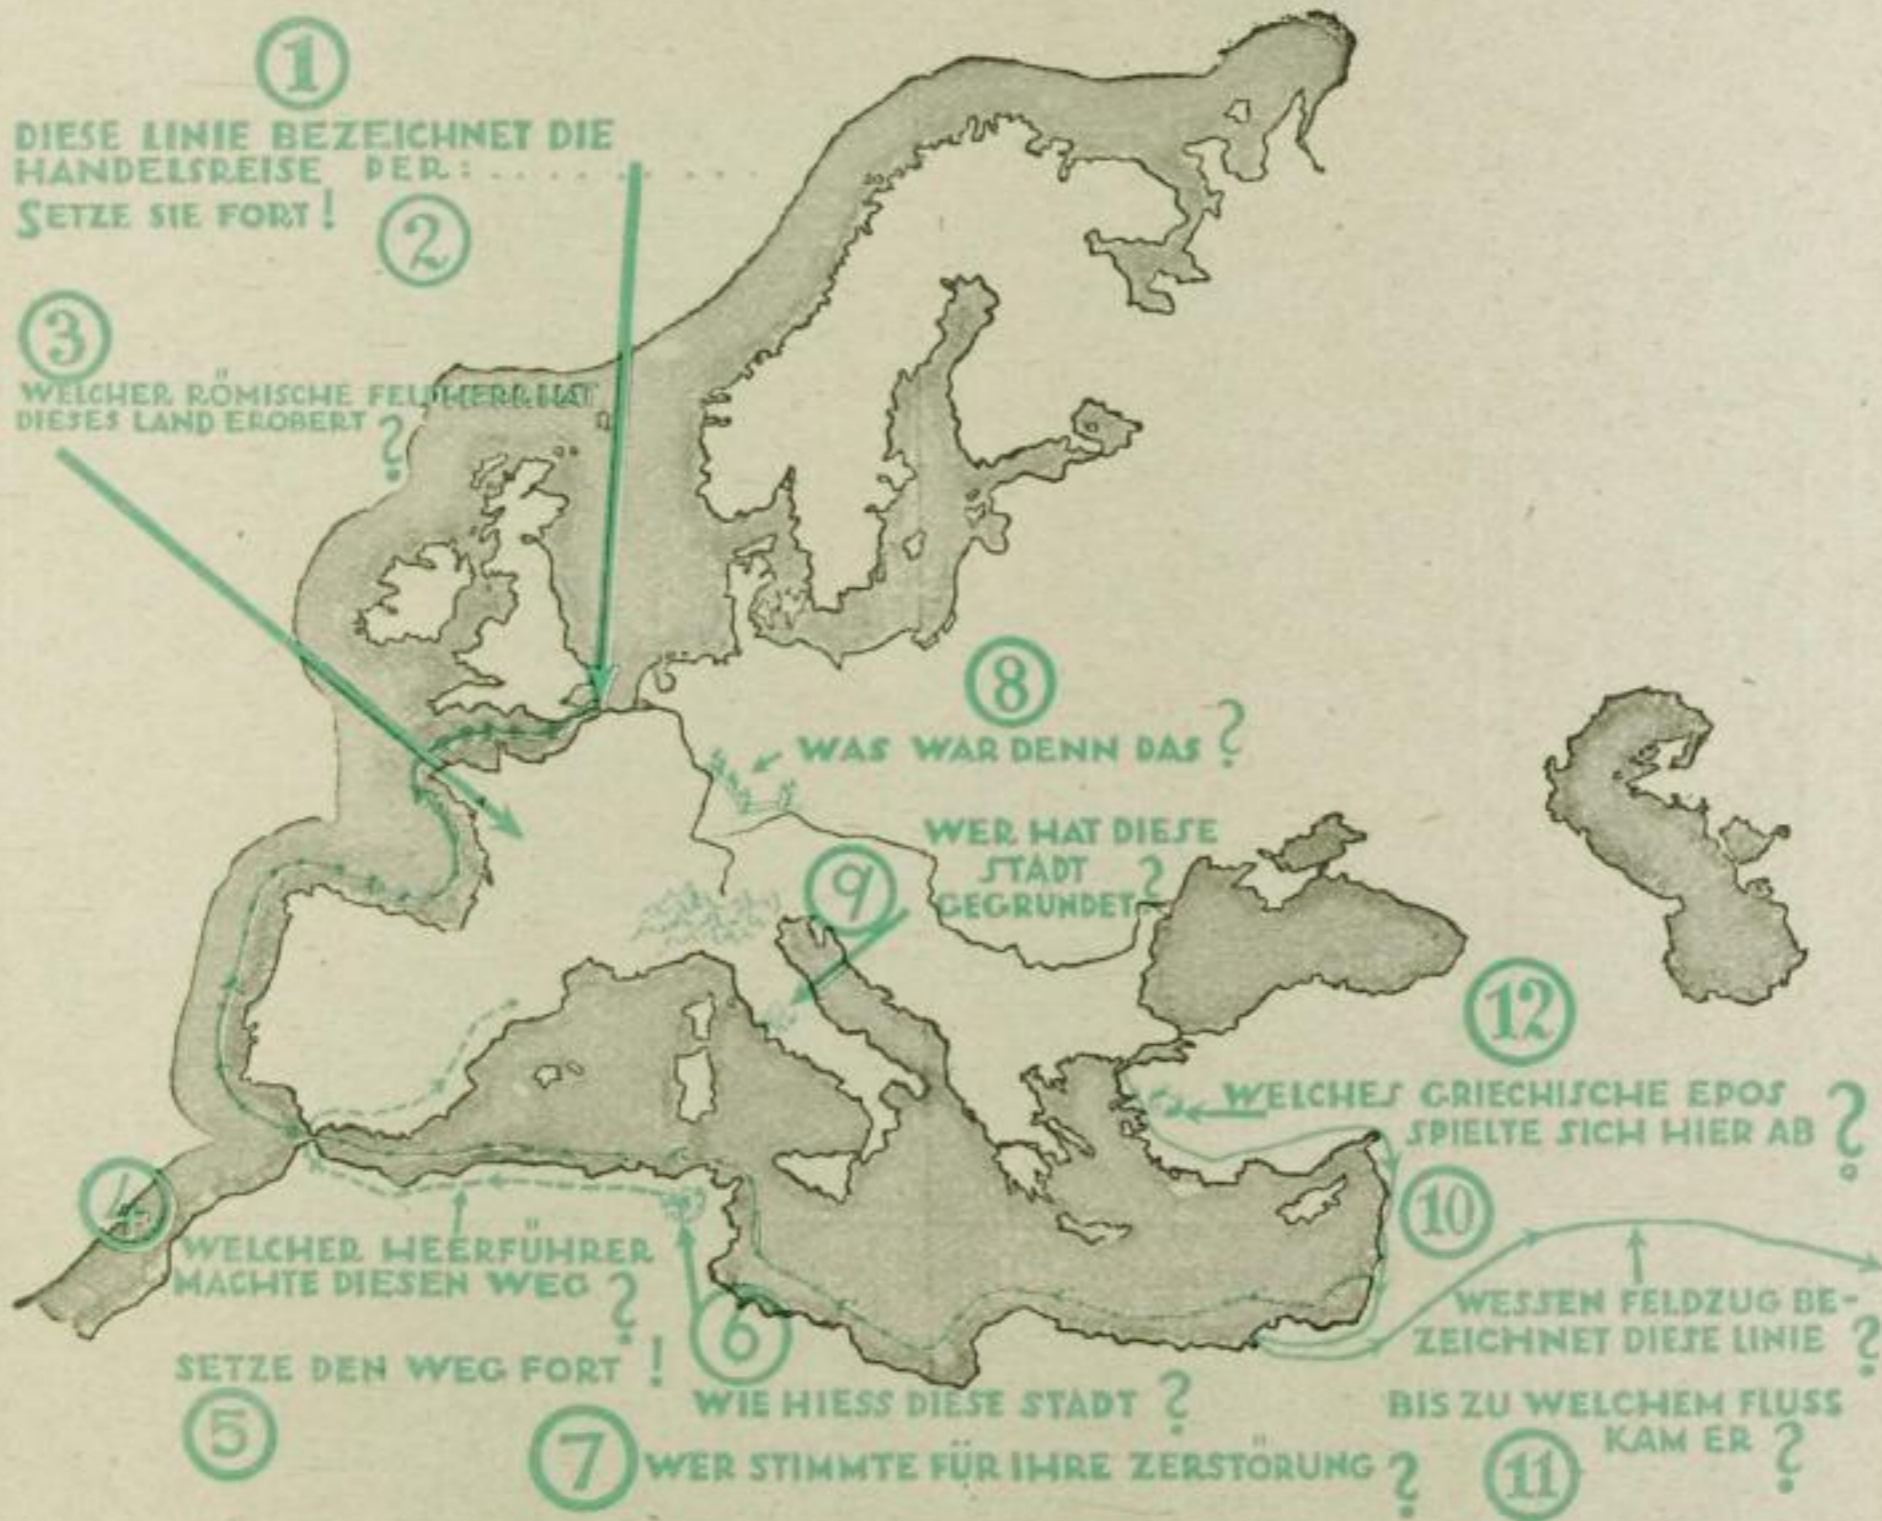 1
DIESE LINIE BEZEICHNET DIE
HANDELSREISE DER: . . . . . . . . .
SETZE SIE FORT!
2
3
WELCHER RÖMISCHE FELDHERR HAT
DIESES LAND EROBERT?
4
WELCHER HEERFÜHRER
MACHTE DIESEN WEG?
SETZE DEN WEG FORT!
5
6
WIE HIESS DIESE STADT?
7
WER STIMMTE FÜR IHRE ZERSTÖRUNG?
8
WAS WAR DENN DAS?
9
WER HAT DIESE
STADT
GEGRUNDET?
10
WESSEN FELDZUG BE-
ZEICHNET DIESE LINIE?
BIS ZU WELCHEM FLUSS
KAM ER?
11
12
WELCHES GRIECHISCHE EPOS
SPIELTE SICH HIER AB?